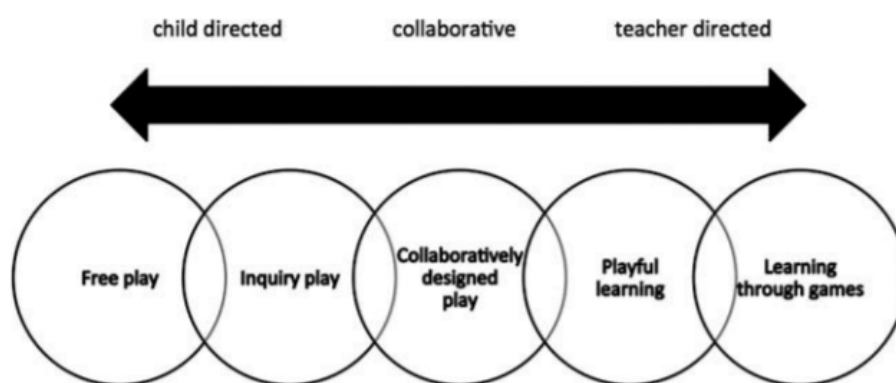 child directed collaborative teacher directed
Free play
Inquiry play
Collaboratively
designed
play
Playful
learning
Learning
through games